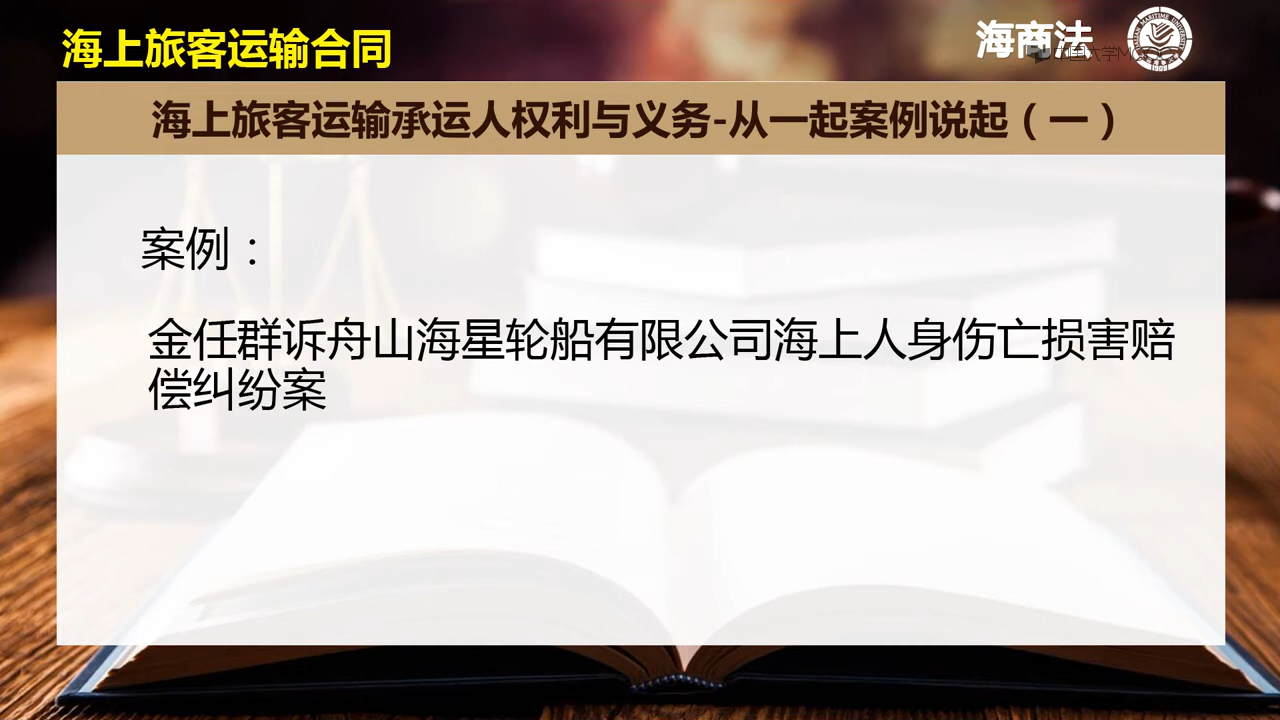 海上旅客运输合同
海商法
海上旅客运输承运人权利与义务-从一起案例说起（一）
案例：
金任群诉舟山海星轮船有限公司海上人身伤亡损害赔
偿纠纷案